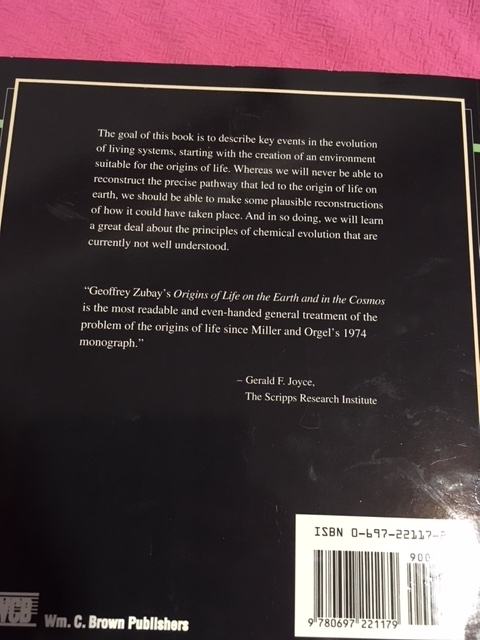 The goal of this book is to describe key events in the evolution
of living systems, starting with the creation of an environment
suitable for the origins of life. Whereas we will never be able to
reconstruct the precise pathway that led to the origin of life on
earth, we should be able to make some plausible reconstructions
of how it could have taken place. And in so doing, we will learn
a great deal about the principles of chemical evolution that are
currently not well understood.
“Geoffrey Zubay’s Origins of Life on the Earth and in the Cosmos
is the most readable and even-handed general treatment of the
problem of the origins of life since Miller and Orgel’s 1974
monograph.”
– Gerald F. Joyce,
The Scripps Research Institute
ISBN 0-697-22117-
900
9 780697 221179
WCB Wm. C. Brown Publishers